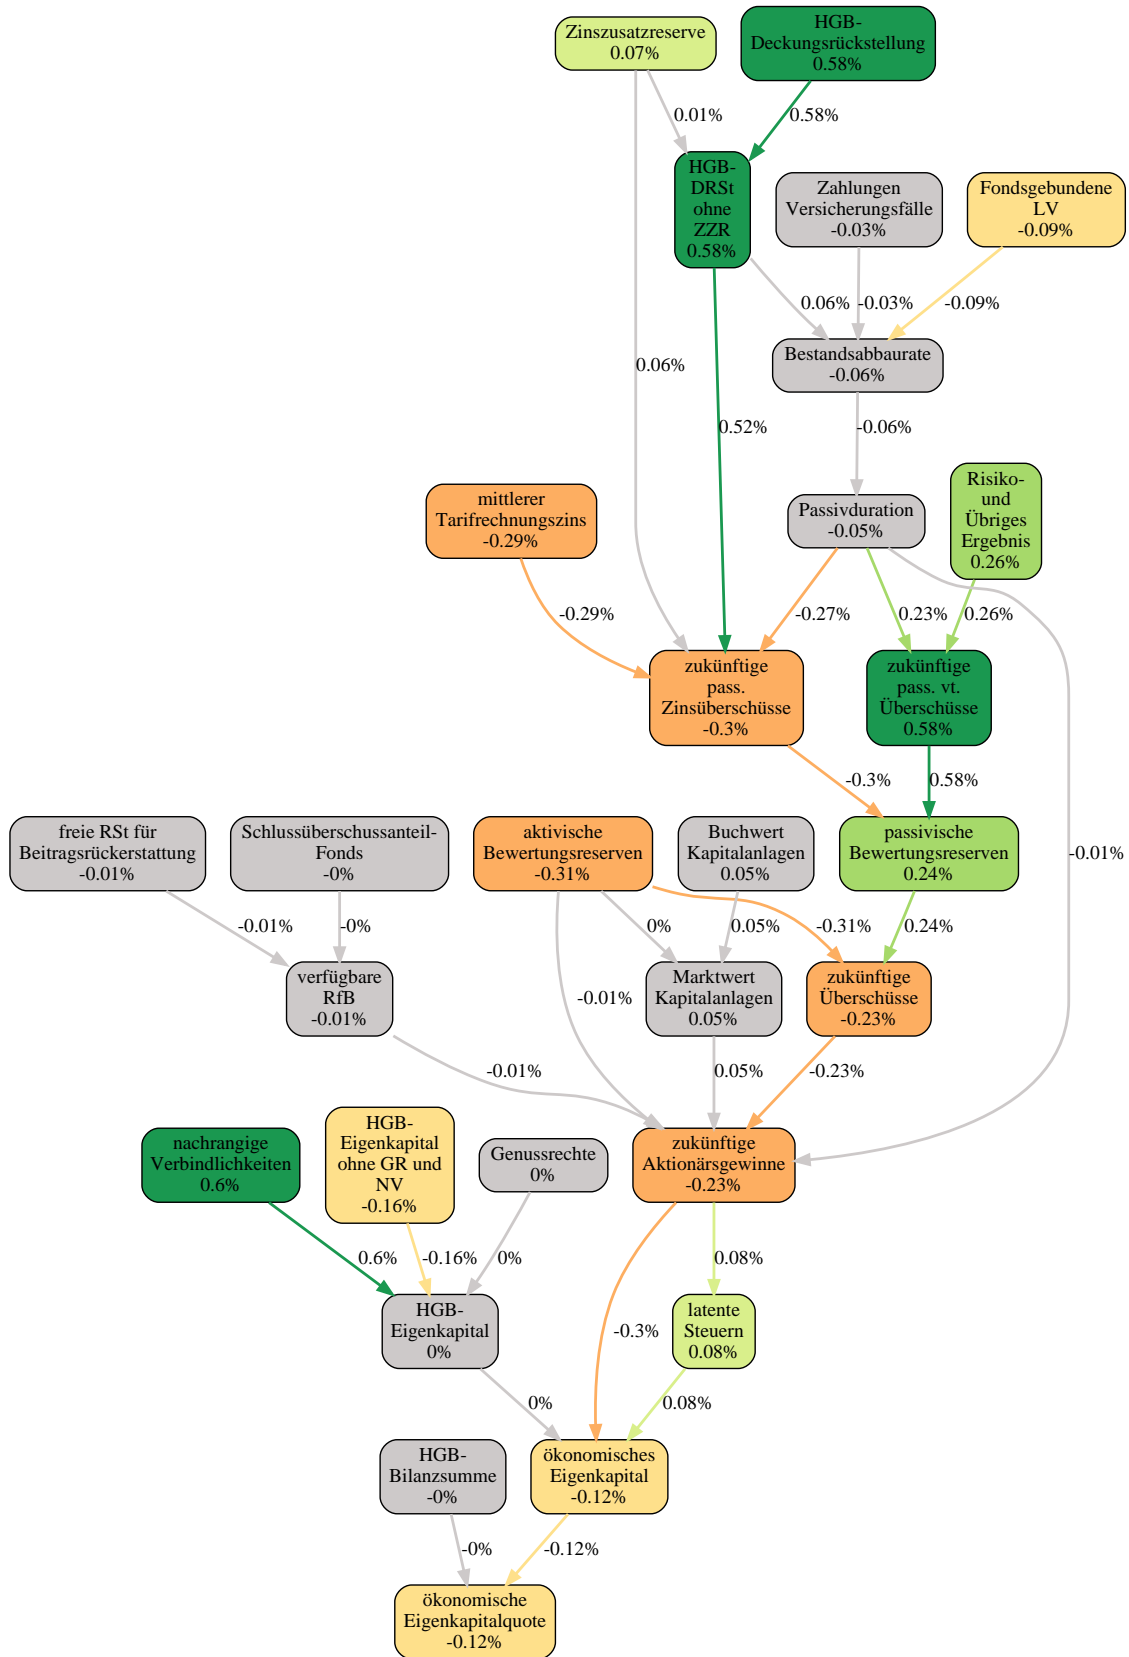 Zinszusatzreserve
0.07%
HGB-
Deckungsrückstellung
0.58%
0.01%
0.58%
HGB-
DRSt
ohne
ZZR
0.58%
Zahlungen
Versicherungsfälle
-0.03%
Fondsgebundene
LV
-0.09%
0.06%
-0.03%
-0.09%
Bestandsabbaurate
-0.06%
0.06%
0.52%
-0.06%
mittlerer
Tarifrechnungszins
-0.29%
Passivduration
-0.05%
Risiko-
und
Übriges
Ergebnis
0.26%
-0.29%
-0.27%
0.23%
0.26%
zukünftige
pass.
Zinsüberschüsse
-0.3%
zukünftige
pass. vt.
Überschüsse
0.58%
-0.3%
0.58%
freie RSt für
Beitragsrückerstattung
-0.01%
Schlussüberschussanteil-
Fonds
-0%
aktivische
Bewertungsreserven
-0.31%
Buchwert
Kapitalanlagen
0.05%
passivische
Bewertungsreserven
0.24%
-0.01%
-0.01%
-0%
0%
0.05%
-0.31%
0.24%
verfügbare
RfB
-0.01%
-0.01%
Marktwert
Kapitalanlagen
0.05%
zukünftige
Überschüsse
-0.23%
-0.01%
0.05%
-0.23%
nachrangige
Verbindlichkeiten
0.6%
HGB-
Eigenkapital
ohne GR und
NV
-0.16%
Genussrechte
0%
zukünftige
Aktionärsgewinne
-0.23%
0.6%
-0.16%
0%
0.08%
HGB-
Eigenkapital
0%
-0.3%
latente
Steuern
0.08%
0%
0.08%
HGB-
Bilanzsumme
-0%
ökonomisches
Eigenkapital
-0.12%
-0%
-0.12%
ökonomische
Eigenkapitalquote
-0.12%